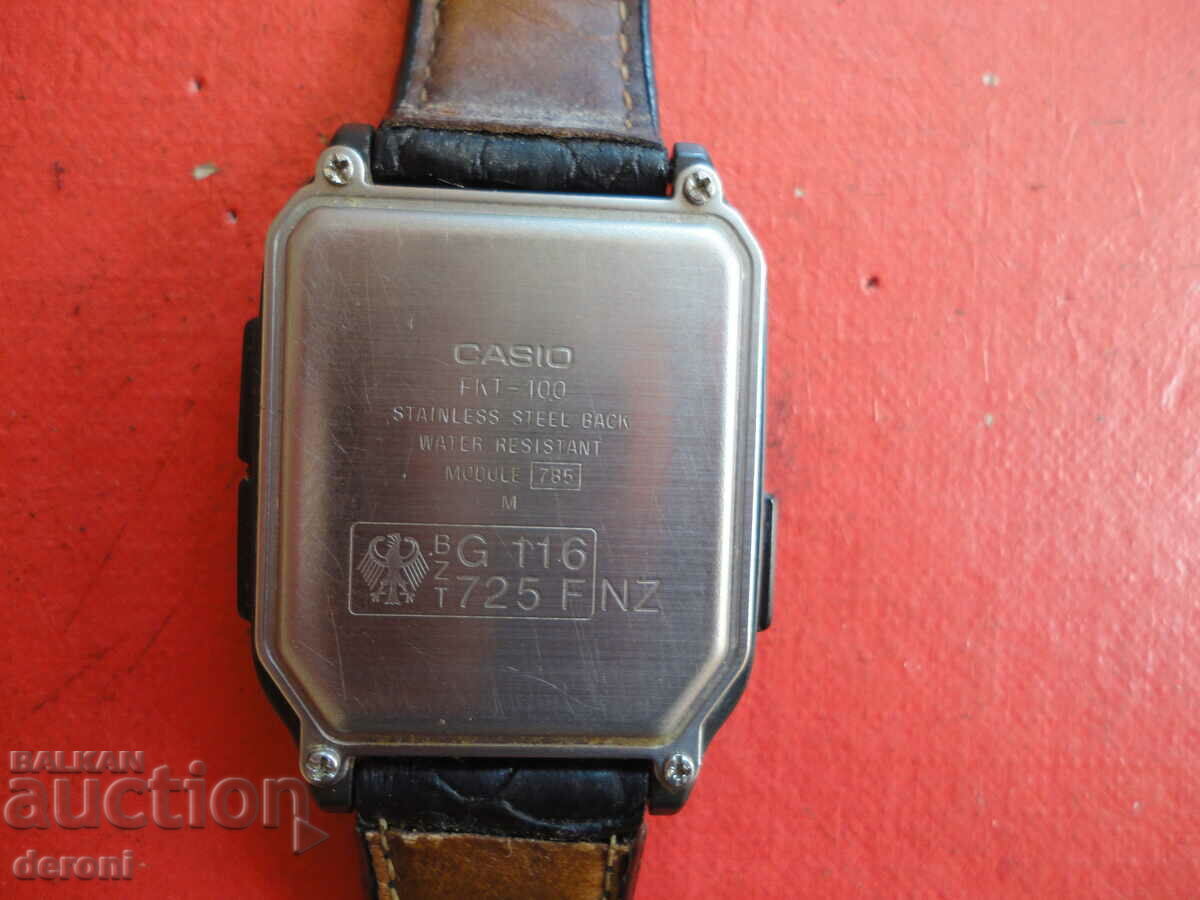 CASIO
FKT-100
STAINLESS STEEL BACK
WATER RESISTANT
MODULE 785
M
BZT G 116
725 F NZ
BALKAN
auction
deroni